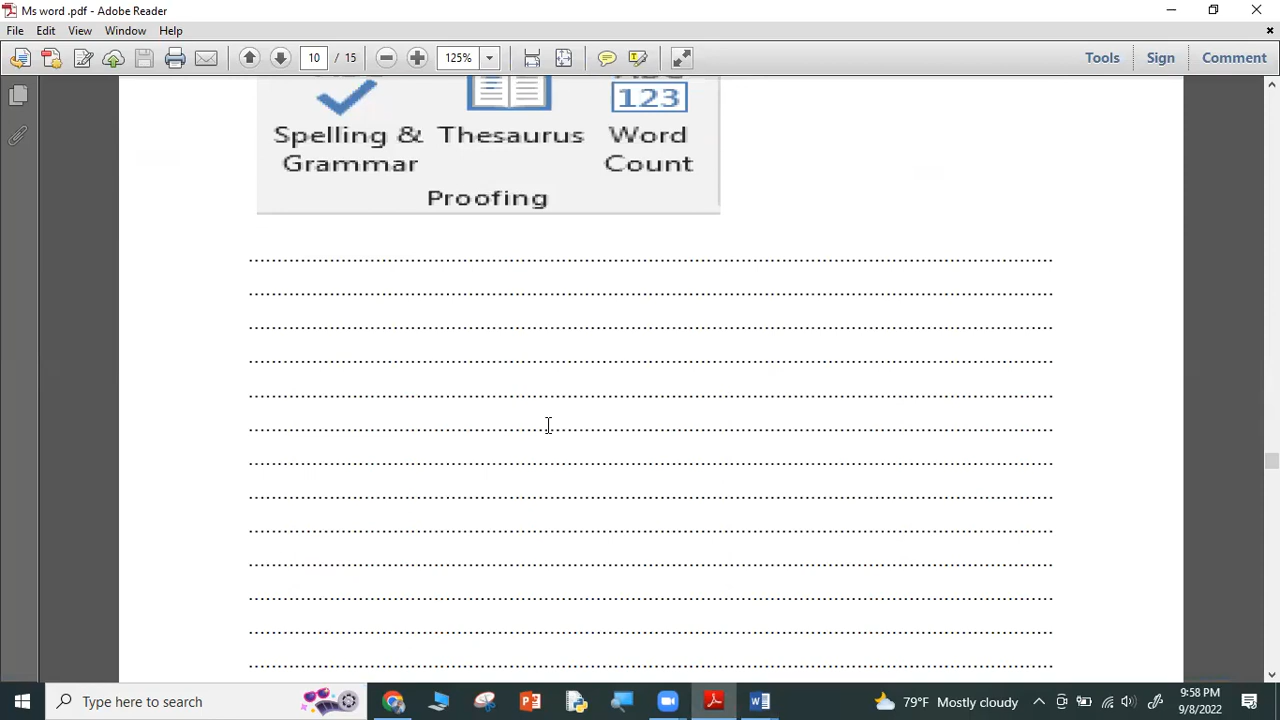 Ms word .pdf - Adobe Reader
File Edit View Window Help
10 / 15 125% Tools Sign Comment
123
Spelling & Grammar
Thesaurus
Word Count
Proofing
Type here to search
79°F Mostly cloudy
9:58 PM
9/8/2022